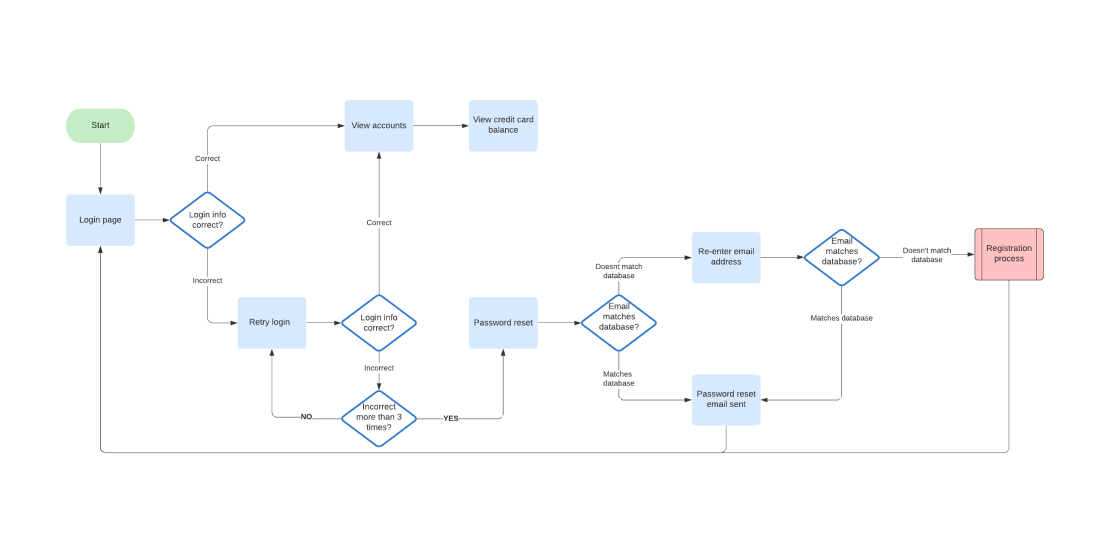 Start
View accounts
View credit card
balance
Correct
Login page
Login info
correct?
Correct
Incorrect
Retry login
Login info
correct?
Incorrect
Incorrect
more than 3
times?
NO
YES
Password reset
Email
matches
database?
Doesnt match
database
Matches
database
Re-enter email
address
Email
matches
database?
Doesn't match
database
Registration
process
Matches database
Password reset
email sent